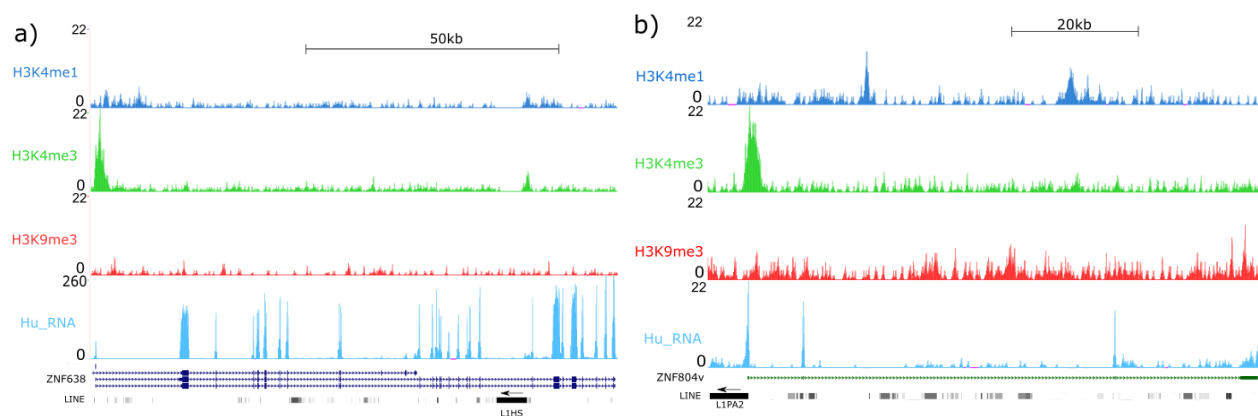 a)
22
50kb
H3K4me1
0
22
H3K4me3
0
22
H3K9me3
0
260
Hu_RNA
0
ZNF638
LINE
L1HS
b)
22
20kb
H3K4me1
0
22
H3K4me3
0
22
H3K9me3
0
22
Hu_RNA
0
ZNF804v
LINE
L1PA2